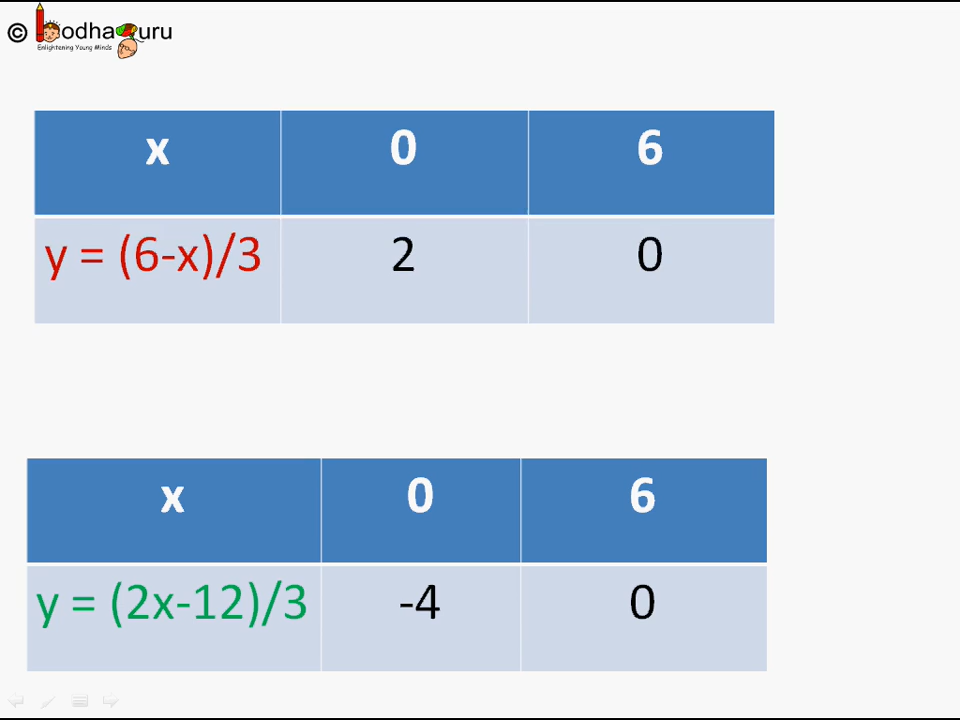 © BodhaGuru
Enlightening Young Minds
x 0 6
y = (6-x)/3 2 0
x 0 6
y = (2x-12)/3 -4 0